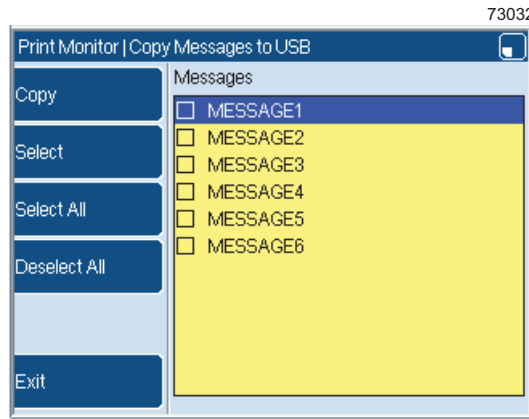 73032
Print Monitor | Copy Messages to USB
Copy
Select
Select All
Deselect All
Exit
Messages
MESSAGE1
MESSAGE2
MESSAGE3
MESSAGE4
MESSAGE5
MESSAGE6